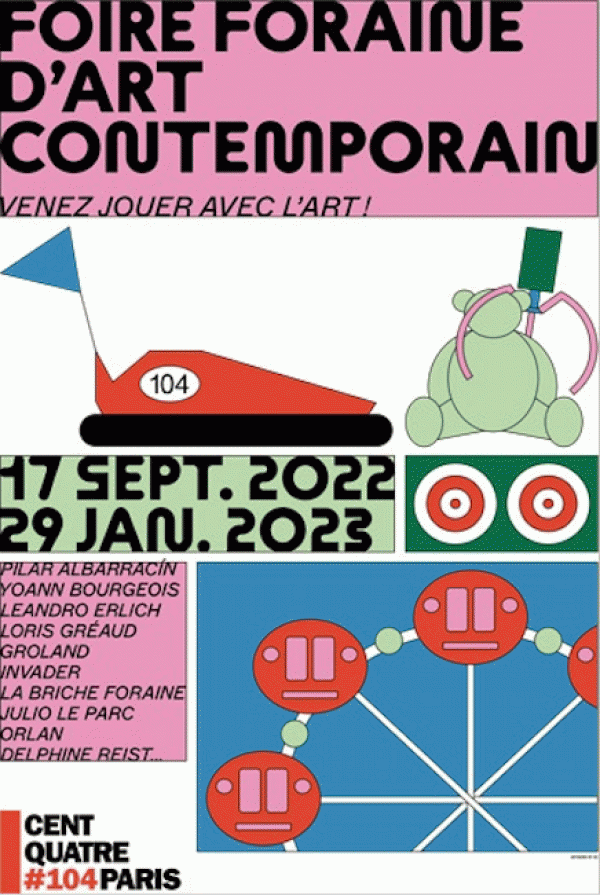 FOIRE FORAINE
D'ART
CONTEMPORAIN
VENEZ JOUER AVEC L'ART !
104
17 SEPT. 2022
29 JAN. 2023
PILAR ALBARRACÍN
YOANN BOURGEOIS
LEANDRO ERLICH
LORIS GRÉAUD
GROLAND
INVADER
LA BRICHE FORAINE
JULIO LE PARC
ORLAN
DELPHINE REIST...
CENT
QUATRE
#104PARIS